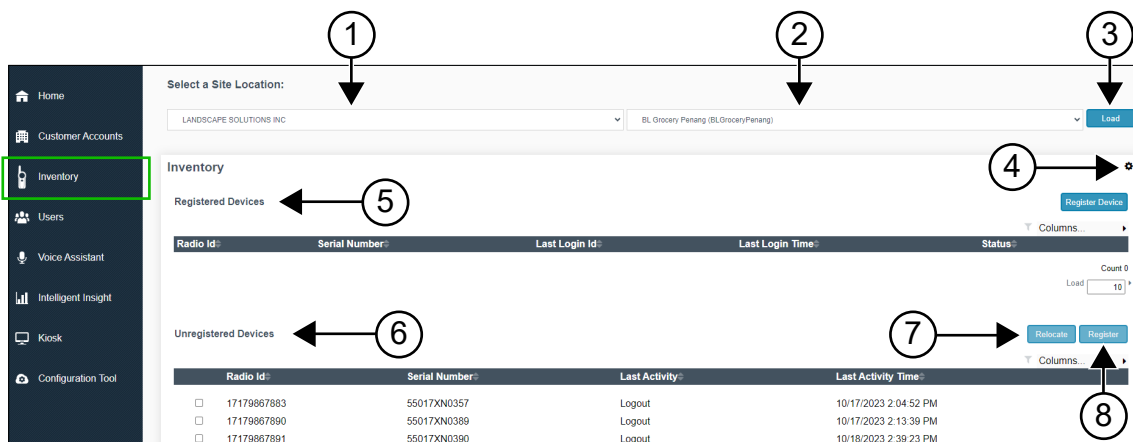 1 2 3
Select a Site Location:
Home
LANDSCAPE SOLUTIONS INC BL Grocery Penang (BLGroceryPenang) Load
Customer Accounts
Inventory 4
Inventory
Registered Devices 5 Register Device
Users
Columns...
Radio Id Serial Number Last Login Id Last Login Time Status
Voice Assistant
Count 0
Load 10
Intelligent Insight
Unregistered Devices 6 7 Relocate Register
Kiosk
Columns...
Radio Id Serial Number Last Activity Last Activity Time
Configuration Tool
17179867883 55017XN0357 Logout 10/17/2023 2:04:52 PM
8
17179867890 55017XN0389 Logout 10/17/2023 2:13:39 PM
17179867891 55017XN0390 Logout 10/18/2023 2:39:23 PM